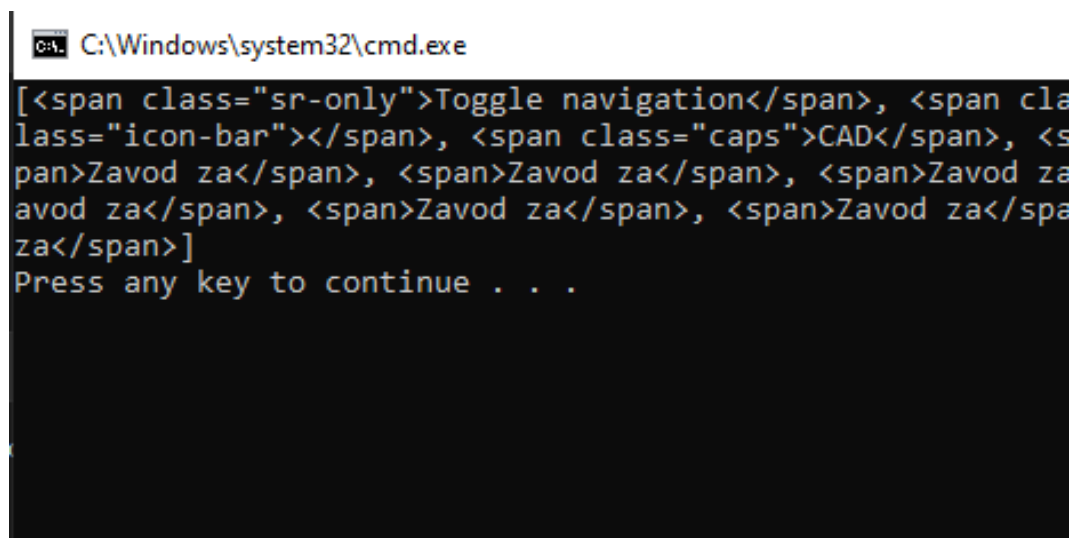 C:\Windows\system32\cmd.exe
[<span class="sr-only">Toggle navigation</span>, <span cla
lass="icon-bar"></span>, <span class="caps">CAD</span>, <s
pan>Zavod za</span>, <span>Zavod za</span>, <span>Zavod za
avod za</span>, <span>Zavod za</span>, <span>Zavod za</spa
za</span>]
Press any key to continue . . .